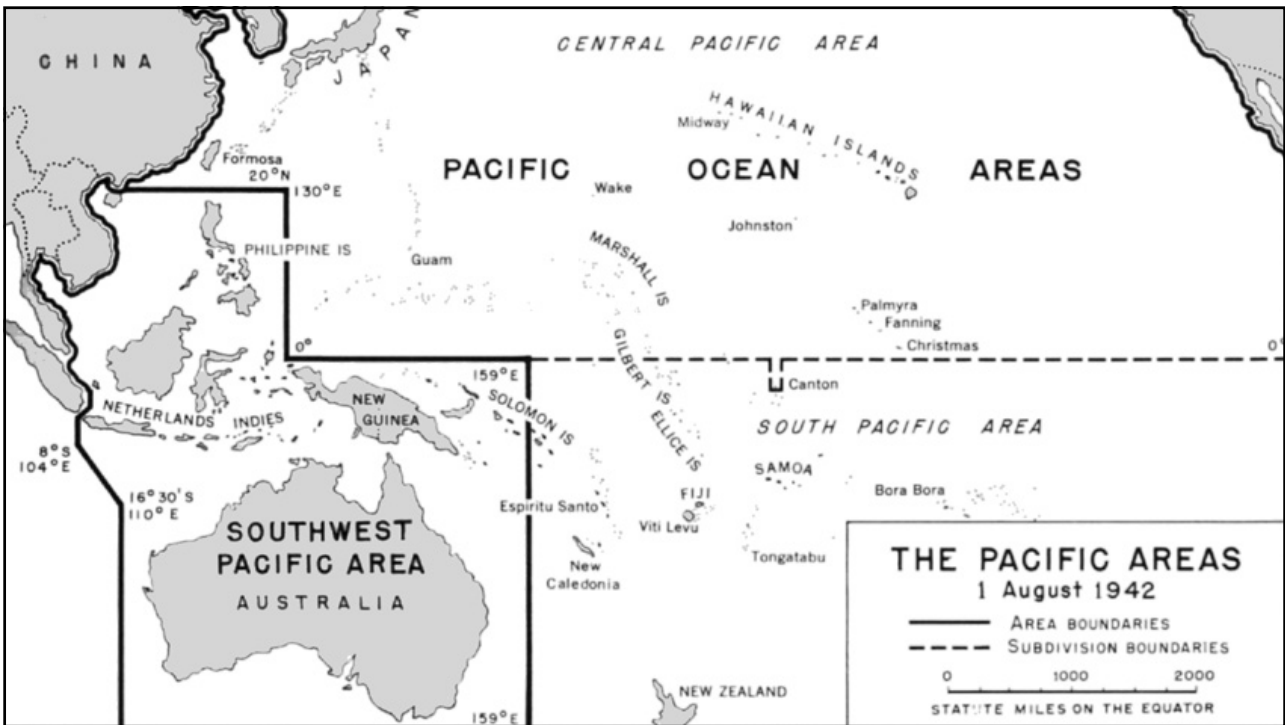 CENTRAL PACIFIC AREA
CHINA
JAPAN
HAWAIIAN ISLANDS
Midway
Formosa
PACIFIC OCEAN AREAS
20°N
130°E
Wake
Johnston
PHILIPPINE IS
MARSHALL IS
Guam
Palmyra
Fanning
Christmas
0°
0°
159°E
GILBERT IS
Canton
NETHERLANDS INDIES
NEW
GUINEA
SOLOMON IS
ELLICE IS
SOUTH PACIFIC AREA
8°S
104°E
SAMOA
16°30'S
110°E
Espiritu Santo
FIJI
Bora Bora
Viti Levu
SOUTHWEST
PACIFIC AREA
AUSTRALIA
New
Caledonia
Tongatabu
NEW ZEALAND
159°E
THE PACIFIC AREAS
1 August 1942
AREA BOUNDARIES
SUBDIVISION BOUNDARIES
0 1000 2000
STATUTE MILES ON THE EQUATOR